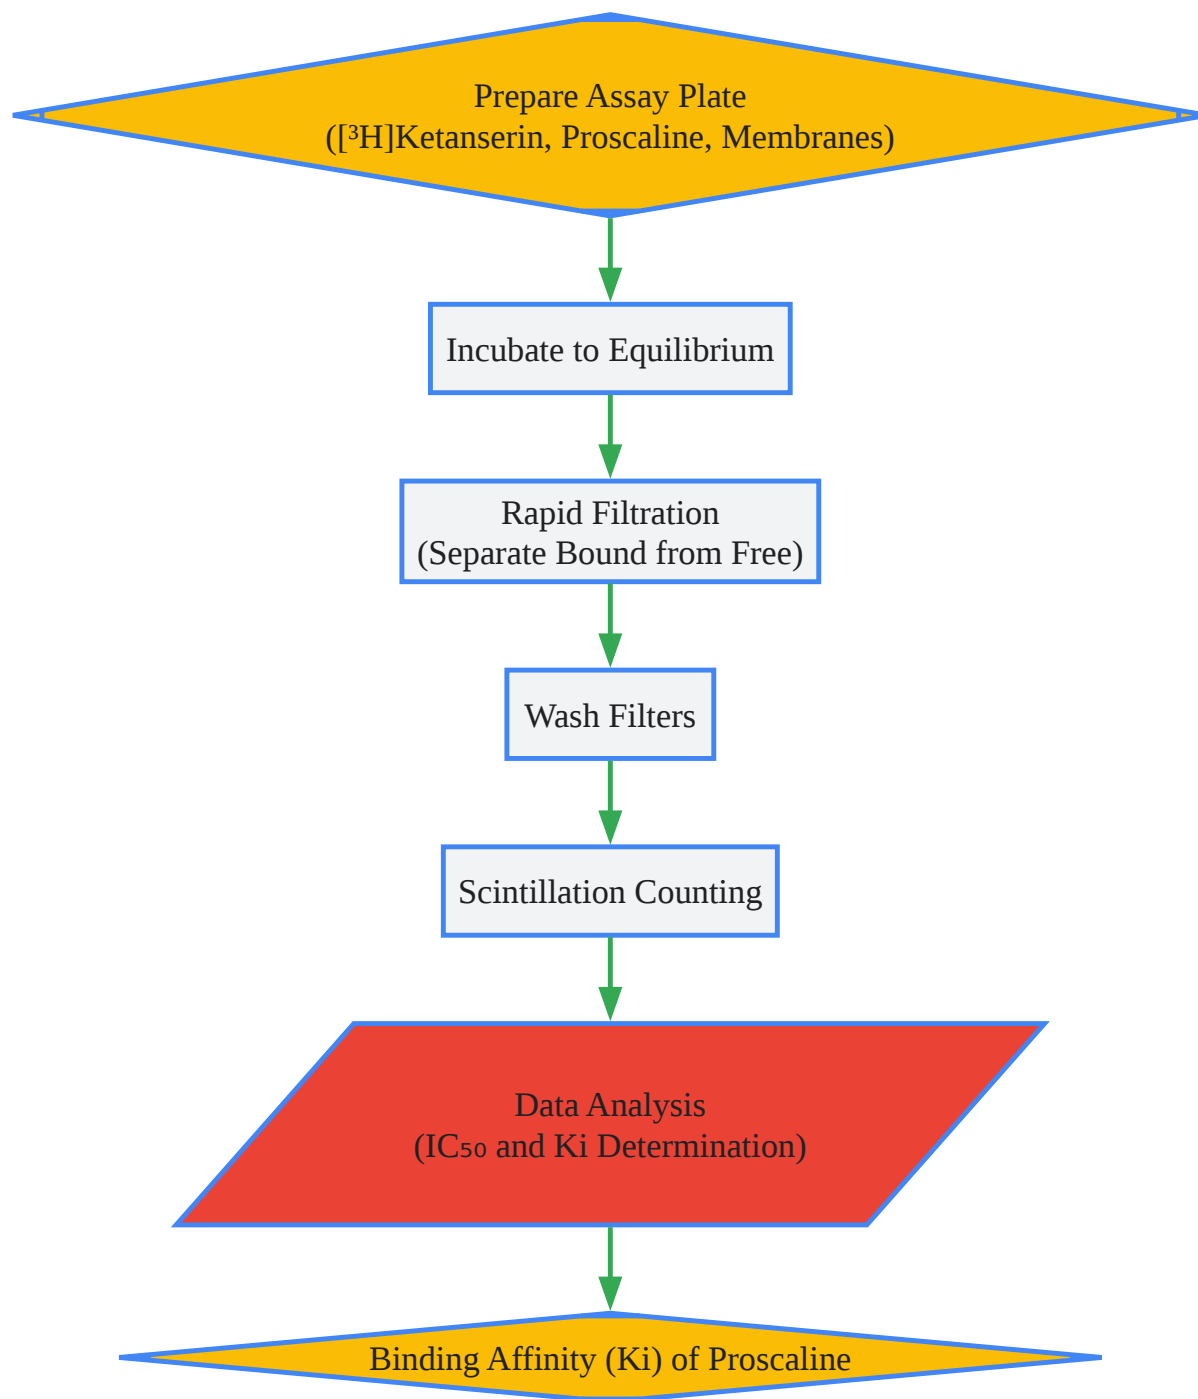 Prepare Assay Plate
([³H]Ketanserin, Proscaline, Membranes)
Incubate to Equilibrium
Rapid Filtration
(Separate Bound from Free)
Wash Filters
Scintillation Counting
Data Analysis
(IC₅₀ and Ki Determination)
Binding Affinity (Ki) of Proscaline